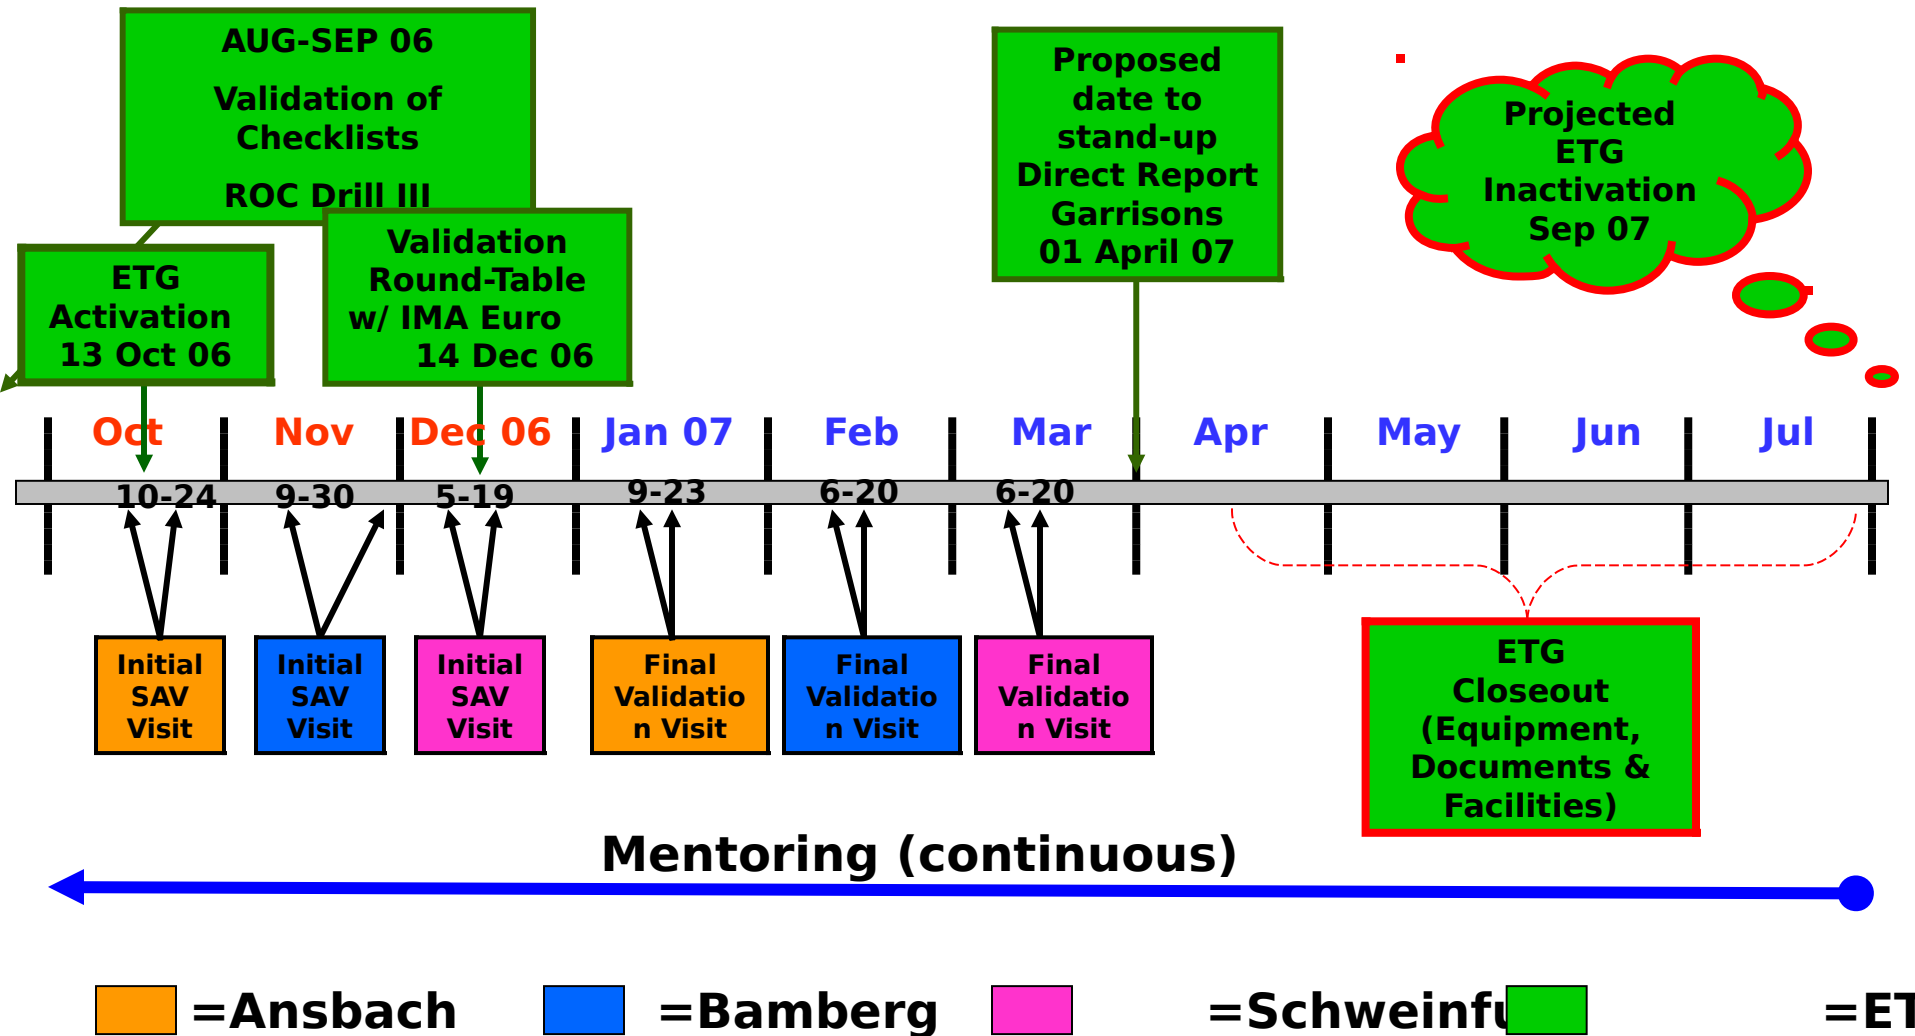 AUG-SEP 06
Validation of
Checklists
ROC Drill III
ETG
Activation
13 Oct 06
Validation
Round-Table
w/ IMA Euro
14 Dec 06
Proposed
date to
stand-up
Direct Report
Garrisons
01 April 07
Projected
ETG
Inactivation
Sep 07
Oct
Nov
Dec 06
Jan 07
Feb
Mar
Apr
May
Jun
Jul
10-24
9-30
5-19
9-23
6-20
6-20
Initial
SAV
Visit
Initial
SAV
Visit
Initial
SAV
Visit
Final
Validatio
n Visit
Final
Validatio
n Visit
Final
Validatio
n Visit
ETG
Closeout
(Equipment,
Documents &
Facilities)
Mentoring (continuous)
=Ansbach
=Bamberg